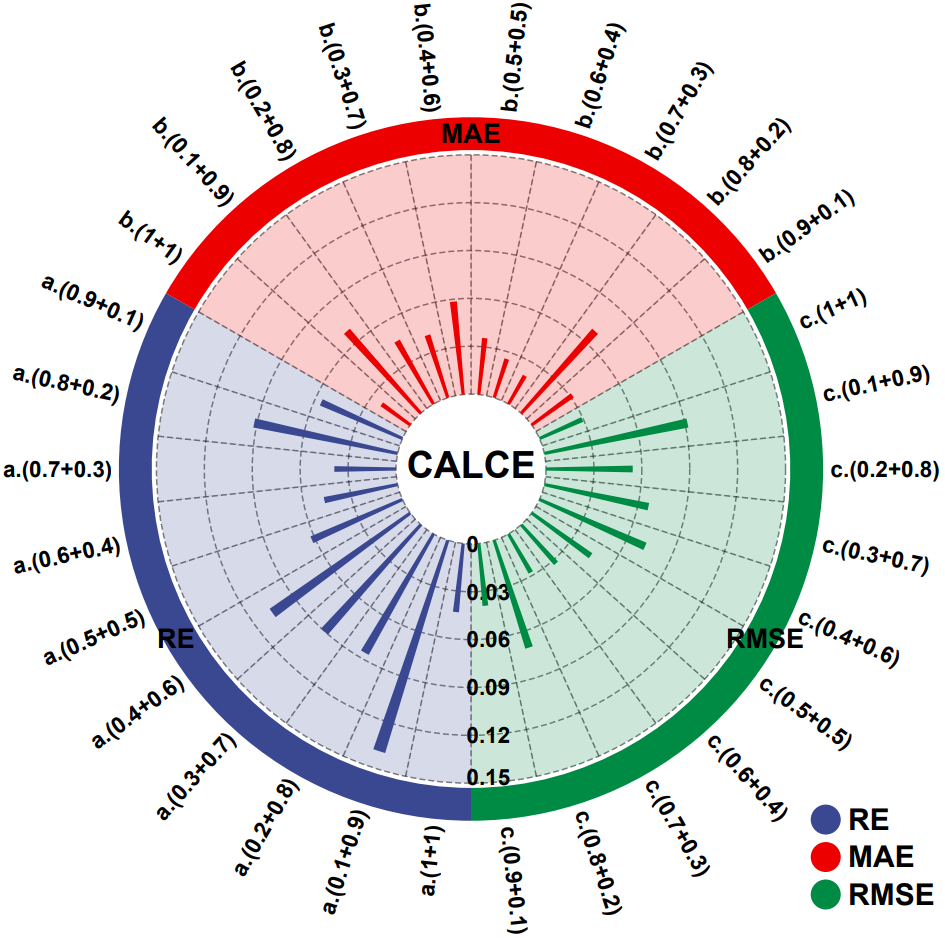 b.(1+1)
b.(0.1+0.9)
b.(0.2+0.8)
b.(0.3+0.7)
b.(0.4+0.6)
b.(0.5+0.5)
b.(0.6+0.4)
b.(0.7+0.3)
b.(0.8+0.2)
b.(0.9+0.1)
MAE
c.(1+1)
c.(0.1+0.9)
c.(0.2+0.8)
c.(0.3+0.7)
c.(0.4+0.6)
c.(0.5+0.5)
c.(0.6+0.4)
c.(0.7+0.3)
c.(0.8+0.2)
c.(0.9+0.1)
RMSE
a.(1+1)
a.(0.1+0.9)
a.(0.2+0.8)
a.(0.3+0.7)
a.(0.4+0.6)
a.(0.5+0.5)
a.(0.6+0.4)
a.(0.7+0.3)
a.(0.8+0.2)
a.(0.9+0.1)
RE
CALCE
0
0.03
0.06
0.09
0.12
0.15
RE
MAE
RMSE